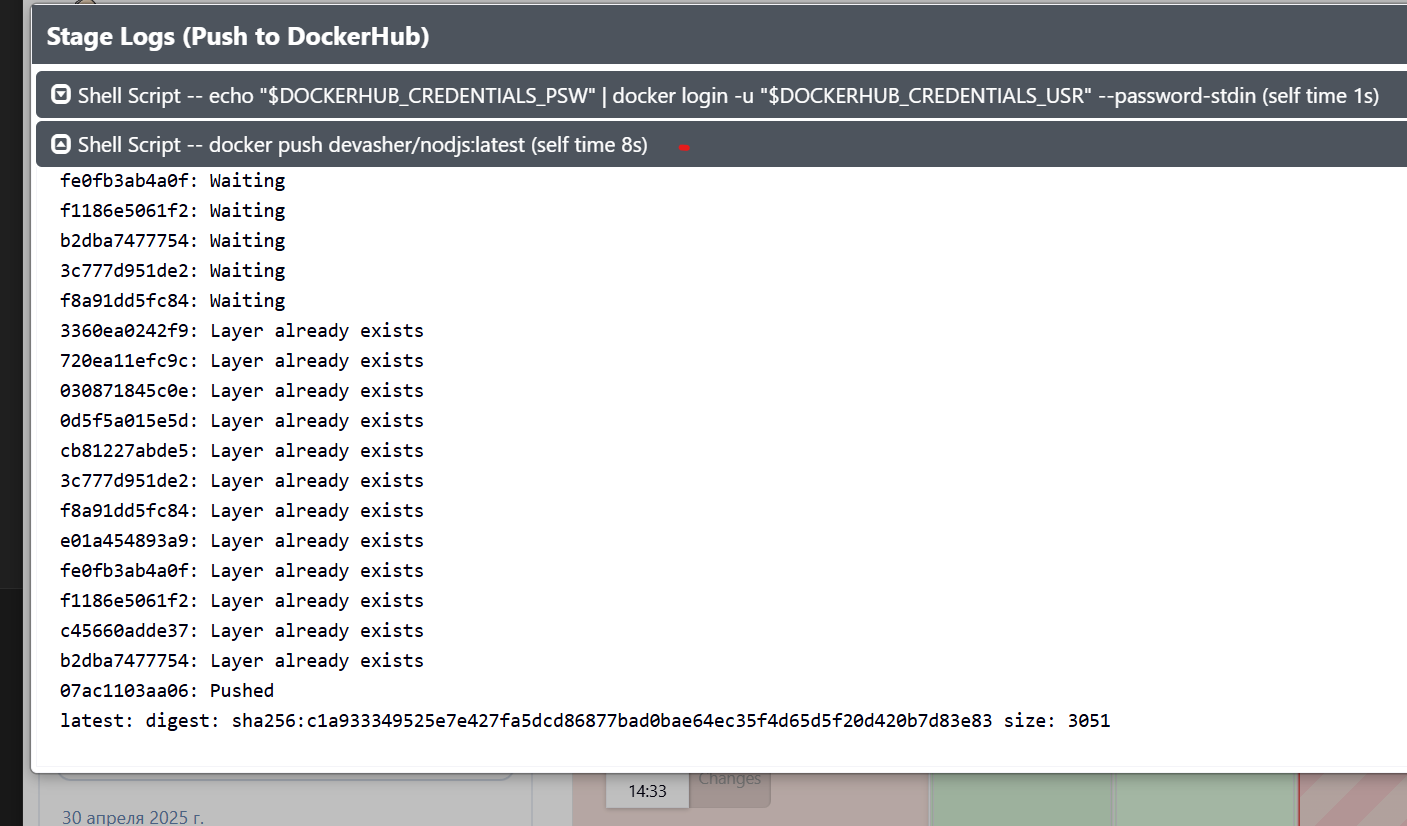 Stage Logs (Push to DockerHub)
Shell Script -- echo "$DOCKERHUB_CREDENTIALS_PSW" | docker login -u "$DOCKERHUB_CREDENTIALS_USR" --password-stdin (self time 1s)
Shell Script -- docker push devasher/nodjs:latest (self time 8s)
fe0fb3ab4a0f: Waiting
f1186e5061f2: Waiting
b2dba7477754: Waiting
3c777d951de2: Waiting
f8a91dd5fc84: Waiting
3360ea0242f9: Layer already exists
720ea11efc9c: Layer already exists
030871845c0e: Layer already exists
0d5f5a015e5d: Layer already exists
cb81227abde5: Layer already exists
3c777d951de2: Layer already exists
f8a91dd5fc84: Layer already exists
e01a454893a9: Layer already exists
fe0fb3ab4a0f: Layer already exists
f1186e5061f2: Layer already exists
c45660adde37: Layer already exists
b2dba7477754: Layer already exists
07ac1103aa06: Pushed
latest: digest: sha256:c1a933349525e7e427fa5dcd86877bad0bae64ec35f4d65d5f20d420b7d83e83 size: 3051
Changes
14:33
30 апреля 2025 г.